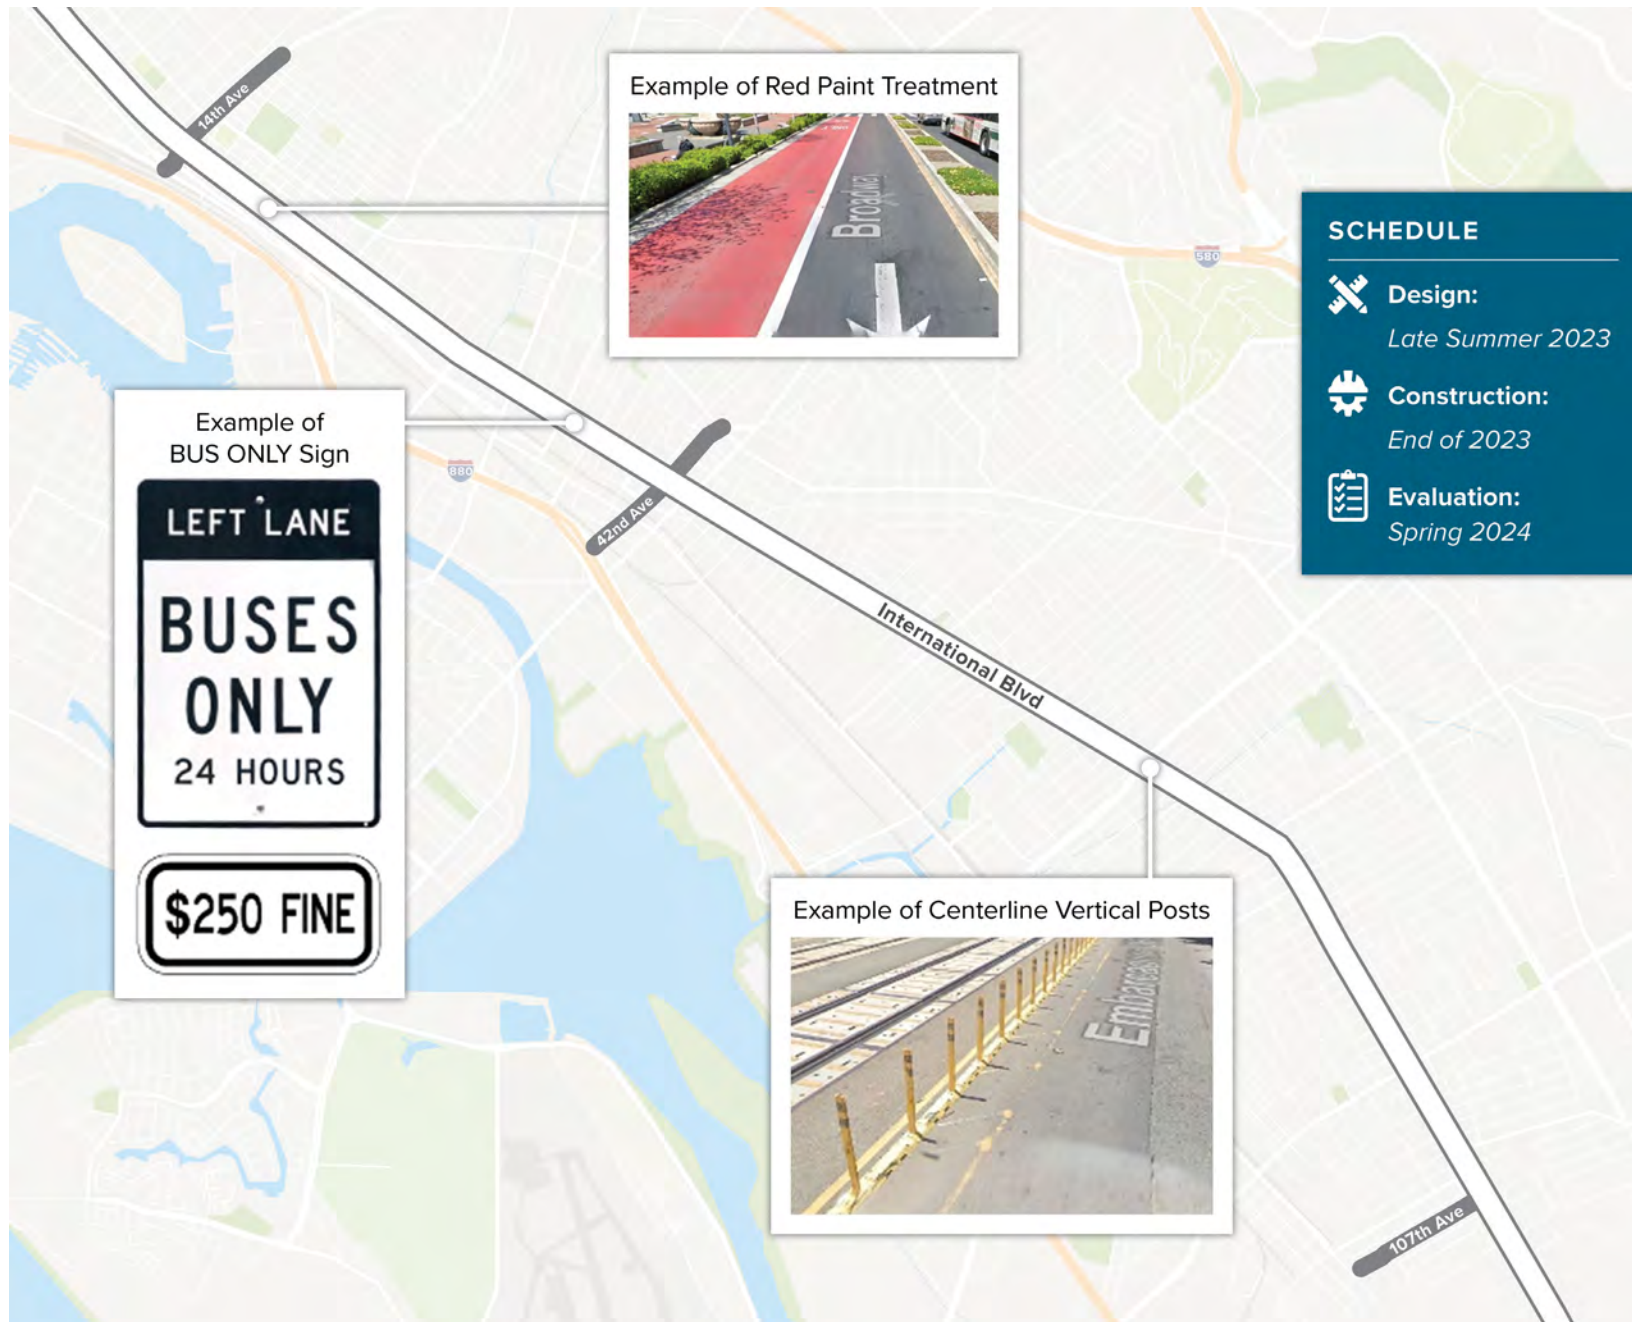 14th Ave
Example of Red Paint Treatment
Broadway
580
SCHEDULE
Design:
Late Summer 2023
Construction:
End of 2023
Evaluation:
Spring 2024
Example of
BUS ONLY Sign
LEFT LANE
BUSES
ONLY
24 HOURS
$250 FINE
880
42nd Ave
International Blvd
Example of Centerline Vertical Posts
107th Ave